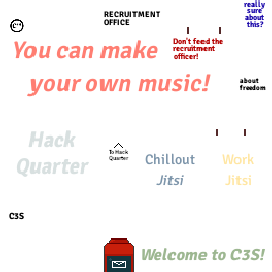 really
sure
about
this?
RECRUITMENT
OFFICE
Don't feed the
recruitment
officer!
You can make
your own music!
about
freedom
Hack
Quarter
To Hack
Quarter
Chillout
Jitsi
Work
Jitsi
C3S
Welcome to C3S!